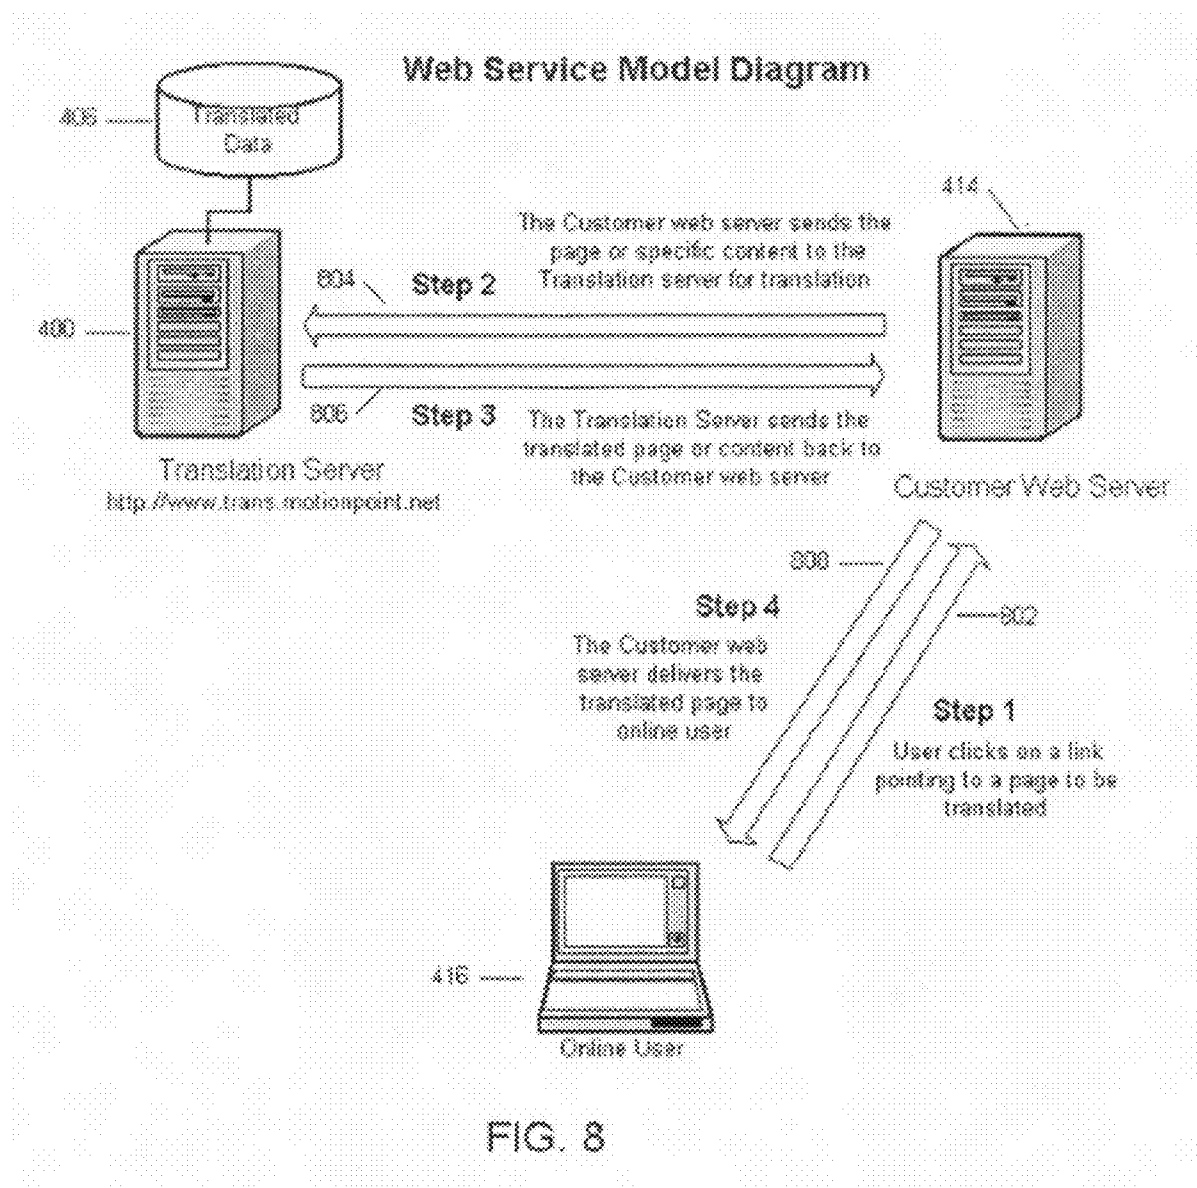 Web Service Model Diagram
406
Translated
Data
414
The Customer web server sends the
page or specific content to the
Translation server for translation
804
Step 2
400
806
Step 3
The Translation Server sends the
translated page or content back to
the Customer web server
Translation Server
http://www.trans.motionpoint.net
Customer Web Server
808
802
Step 4
The Customer web
server delivers the
translated page to
online user
Step 1
User clicks on a link
pointing to a page to be
translated
416
Online User
FIG. 8